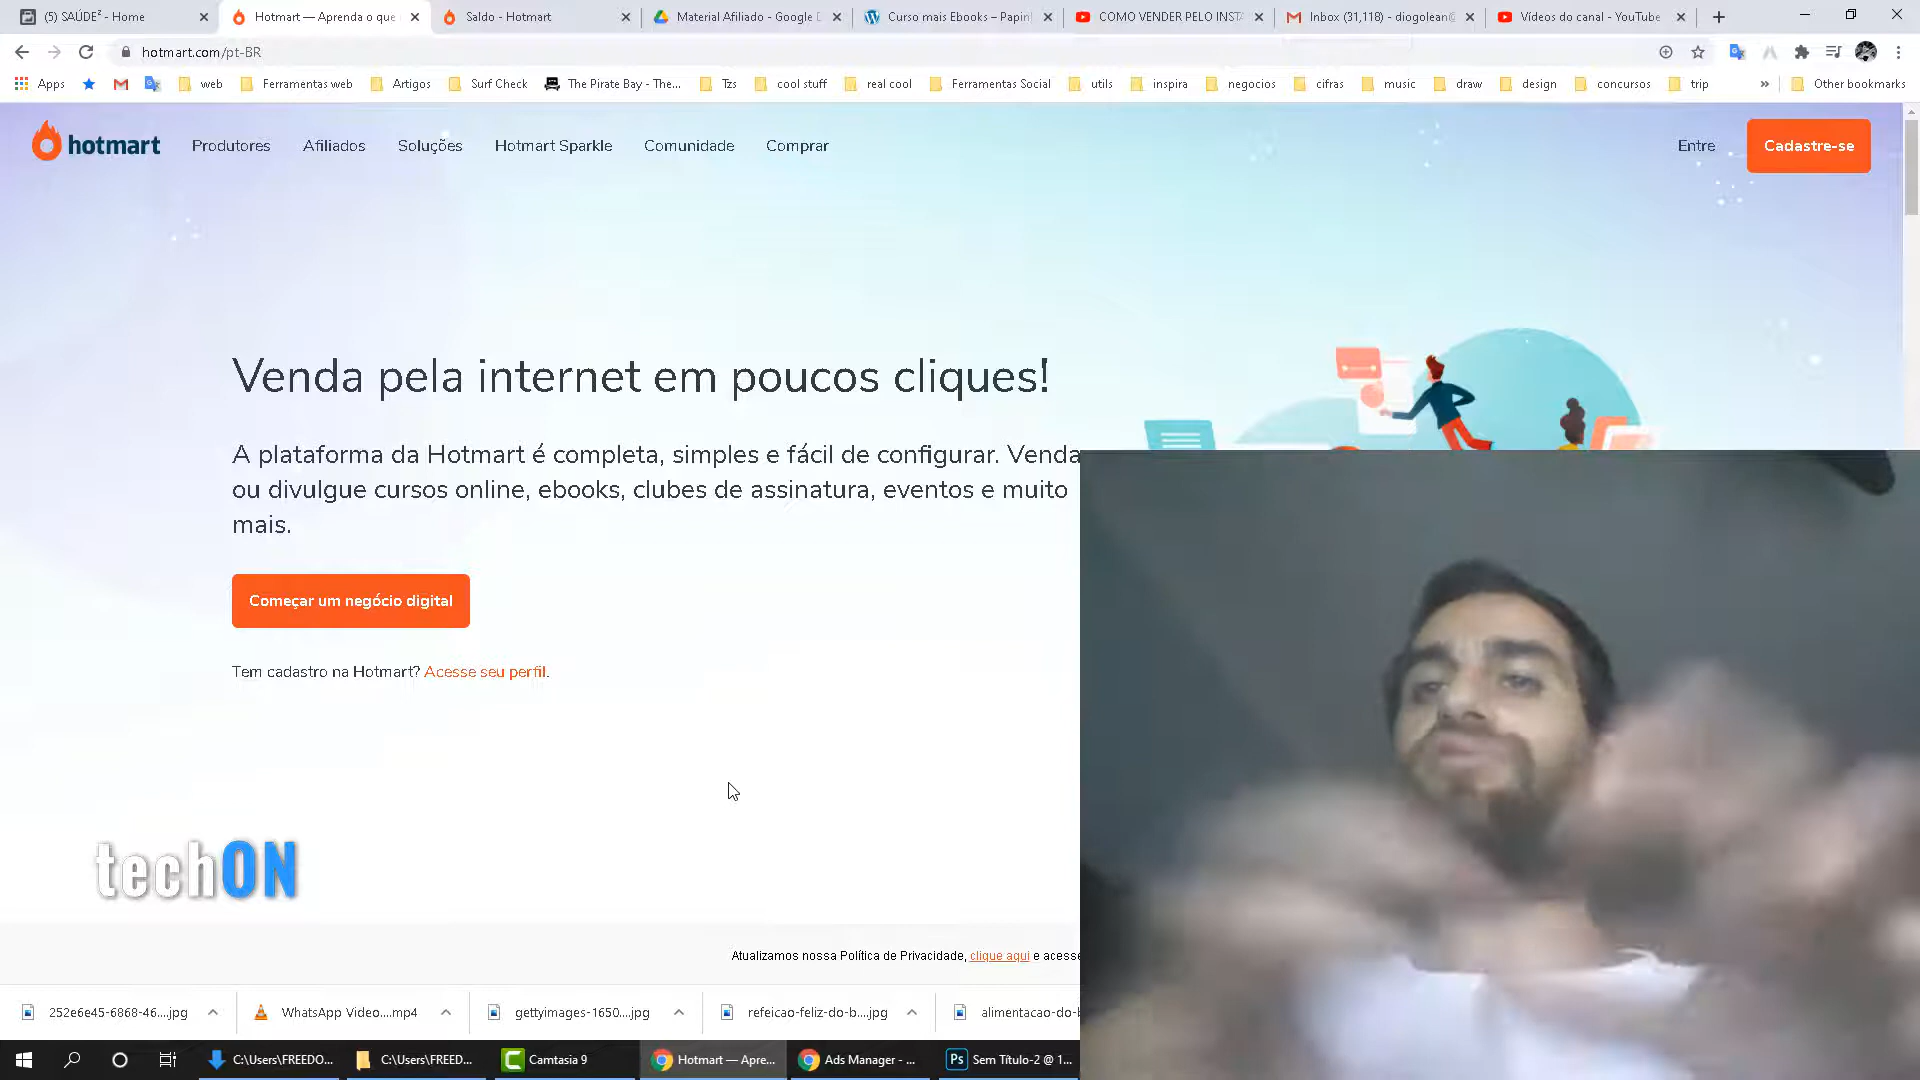 (5) SAÚDE² - Home
Hotmart — Aprenda o que
Saldo - Hotmart
Material Afiliado - Google D
Curso mais Ebooks – Papinh
COMO VENDER PELO INSTA
Inbox (31,118) - diogolean@
Vídeos do canal - YouTube
hotmart.com/pt-BR
Apps
web
Ferramentas web
Artigos
Surf Check
The Pirate Bay - The...
Tzs
cool stuff
real cool
Ferramentas Social
utils
inspira
negocios
cifras
music
draw
design
concursos
trip
»
Other bookmarks
hotmart
Produtores
Afiliados
Soluções
Hotmart Sparkle
Comunidade
Comprar
Entre
Cadastre-se
Venda pela internet em poucos cliques!
A plataforma da Hotmart é completa, simples e fácil de configurar. Venda
ou divulgue cursos online, ebooks, clubes de assinatura, eventos e muito
mais.
Começar um negócio digital
Tem cadastro na Hotmart? Acesse seu perfil.
techON
Atualizamos nossa Política de Privacidade, clique aqui e acesse
252e6e45-6868-46....jpg
WhatsApp Video....mp4
gettyimages-1650....jpg
refeicao-feliz-do-b....jpg
alimentacao-do-b
C:\Users\FREEDO...
C:\Users\FREED...
Camtasia 9
Hotmart — Apre...
Ads Manager - ...
Ps
Sem Título-2 @ 1...